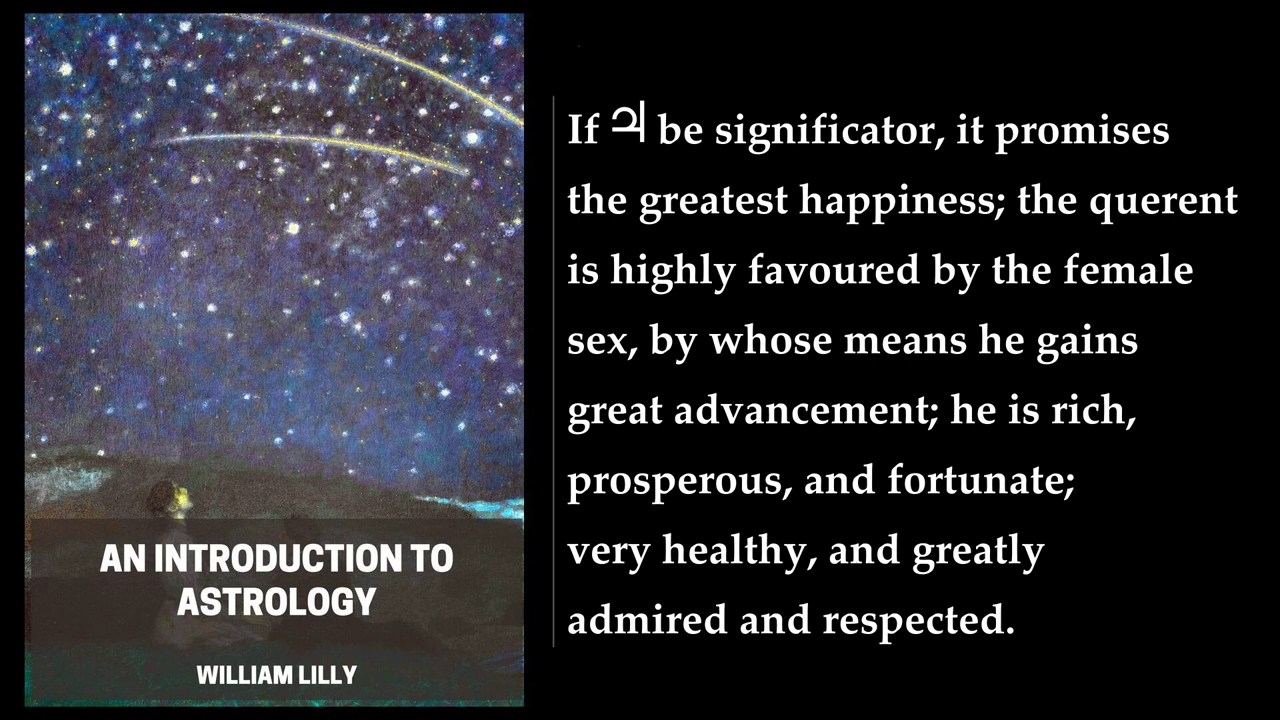 AN INTRODUCTION TO
ASTROLOGY
WILLIAM LILLY
If ♃ be significator, it promises
the greatest happiness; the querent
is highly favoured by the female
sex, by whose means he gains
great advancement; he is rich,
prosperous, and fortunate;
very healthy, and greatly
admired and respected.